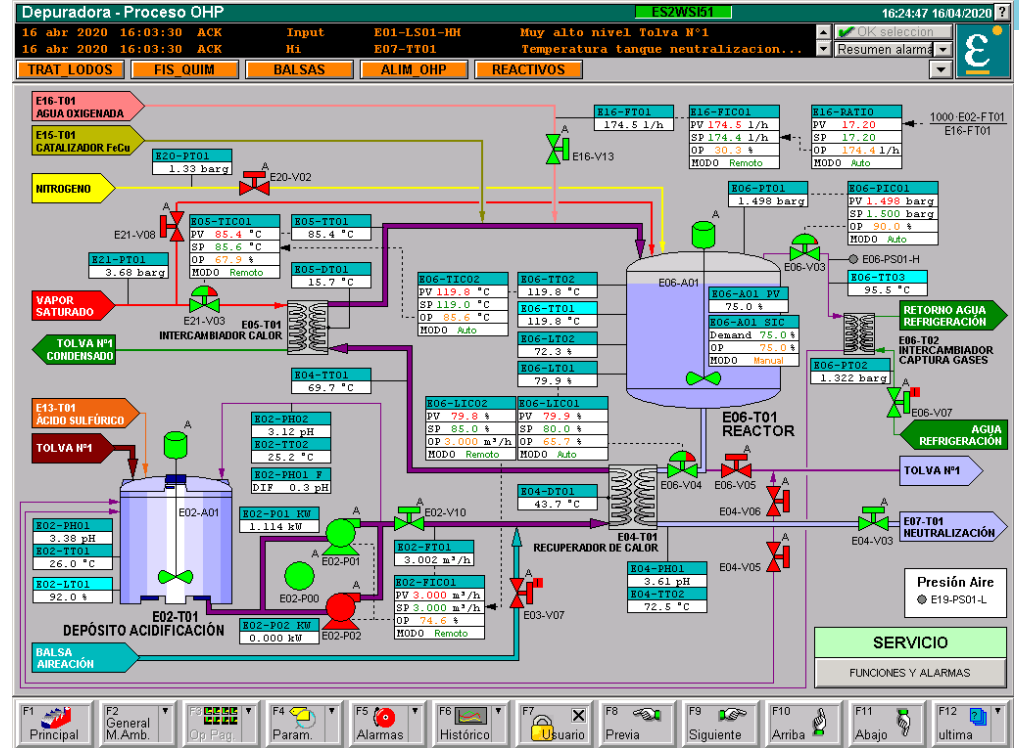 Depuradora - Proceso OHP
ES2WSI51
16:24:47 16/04/2020 ?
16 abr 2020 16:03:30 ACK Input E01-LS01-HH Muy alto nivel Tolva Nº1
16 abr 2020 16:03:30 ACK Hi E07-TT01 Temperatura tanque neutralizacion...
OK seleccion
Resumen alarma
TRAT_LODOS
FIS_QUIM
BALSAS
ALIM_OHP
REACTIVOS
E16-T01
AGUA OXIGENADA
E15-T01
CATALIZADOR FeCu
E20-PT01
1.33 barg
A
E20-V02
NITROGENO
A
E16-V13
E16-FT01
174.5 l/h
E16-FIC01
PV 174.5 l/h
SP 174.4 l/h
OP 30.3 %
MODO Remoto
E16-RATIO
PV 17.20
SP 17.20
OP 174.4 l/h
MODO Auto
1000·E02-FT01
E16-FT01
E06-PT01
1.498 barg
E06-PIC01
PV 1.498 barg
SP 1.500 barg
OP 90.0 %
MODO Auto
A
E21-V08
E05-TIC01
PV 85.4 °C
SP 85.6 °C
OP 67.9 %
MODO Remoto
E05-TT01
85.4 °C
E05-DT01
15.7 °C
E21-PT01
3.68 barg
VAPOR
SATURADO
A
E21-V03
E05-T01
INTERCAMBIADOR CALOR
TOLVA Nº1
CONDENSADO
E06-TIC02
PV 119.8 °C
SP 119.0 °C
OP 85.6 %
MODO Auto
E06-TT02
119.8 °C
E06-TT01
119.8 °C
E06-LT02
72.3 %
E06-LT01
79.9 %
A
E06-A01
E06-A01 PV
75.0 %
E06-A01 SIC
Demand 75.0%
OP 75.0%
MODO Manual
A
E06-V03
E06-PS01-H
E06-TT03
95.5 °C
RETORNO AGUA
REFRIGERACIÓN
E06-T02
INTERCAMBIADOR
CAPTURA GASES
E06-PT02
1.322 barg
A
E06-V07
AGUA
REFRIGERACIÓN
E04-TT01
69.7 °C
E13-T01
ÁCIDO SULFÚRICO
TOLVA Nº1
E02-PH02
3.12 pH
E02-TT02
25.2 °C
E02-PH01 F
DIF 0.3 pH
E06-LIC02
PV 79.8 %
SP 85.0 %
OP 3.000 m³/h
MODO Remoto
E06-LIC01
PV 79.9 %
SP 80.0 %
OP 65.7 %
MODO Auto
E06-T01
REACTOR
A
E06-V04
A
E06-V05
TOLVA Nº1
A
E02-A01
E02-PH01
3.38 pH
E02-TT01
26.0 °C
E02-LT01
92.0 %
E02-T01
DEPÓSITO ACIDIFICACIÓN
E02-P01 KW
1.114 kW
A
E02-P01
A
E02-P00
A
E02-P02
E02-P02 KW
0.000 kW
A
E02-V10
E02-FT01
3.002 m³/h
E02-FIC01
PV 3.000 m³/h
SP 3.000 m³/h
OP 74.6 %
MODO Remoto
E04-DT01
43.7 °C
E04-T01
RECUPERADOR DE CALOR
A
E04-V06
A
E04-V05
A
E04-V03
E07-T01
NEUTRALIZACIÓN
E04-PH01
3.61 pH
E04-TT02
72.5 °C
A
E03-V07
BALSA
AIREACIÓN
Presión Aire
E19-PS01-L
SERVICIO
FUNCIONES Y ALARMAS
F1
Principal
F2
General
M.Amb.
F3
Op Pag
F4
Param.
F5
Alarmas
F6
Histórico
F7
Usuario
F8
Previa
F9
Siguiente
F10
Arriba
F11
Abajo
F12
ultima